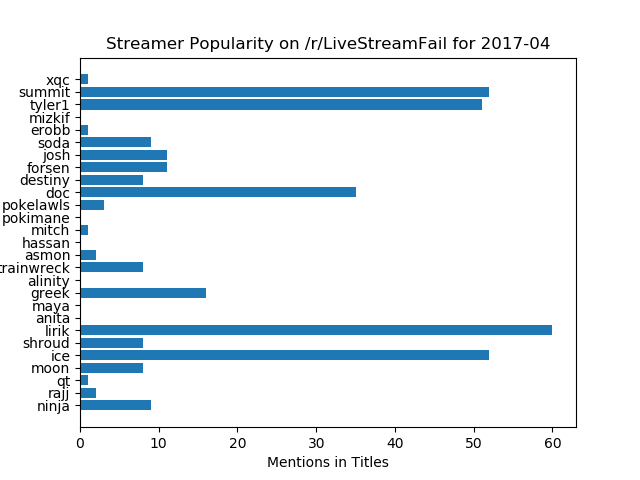 Streamer Popularity on /r/LiveStreamFail for 2017-04
xqc
summit
tyler1
mizkif
erobb
soda
josh
forsen
destiny
doc
pokelawls
pokimane
mitch
hassan
asmon
trainwreck
alinity
greek
maya
anita
lirik
shroud
ice
moon
qt
rajj
ninja
0 10 20 30 40 50 60
Mentions in Titles